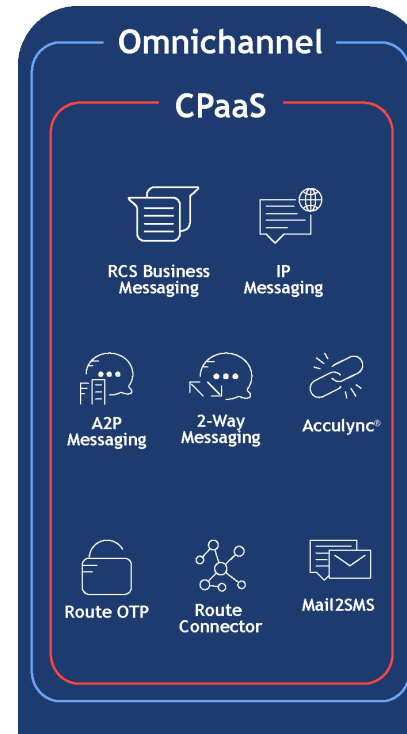 Omnichannel
CPaaS
RCS Business
Messaging
IP
Messaging
A2P
Messaging
2-Way
Messaging
Acculync®
Route OTP
Route
Connector
Mail2SMS